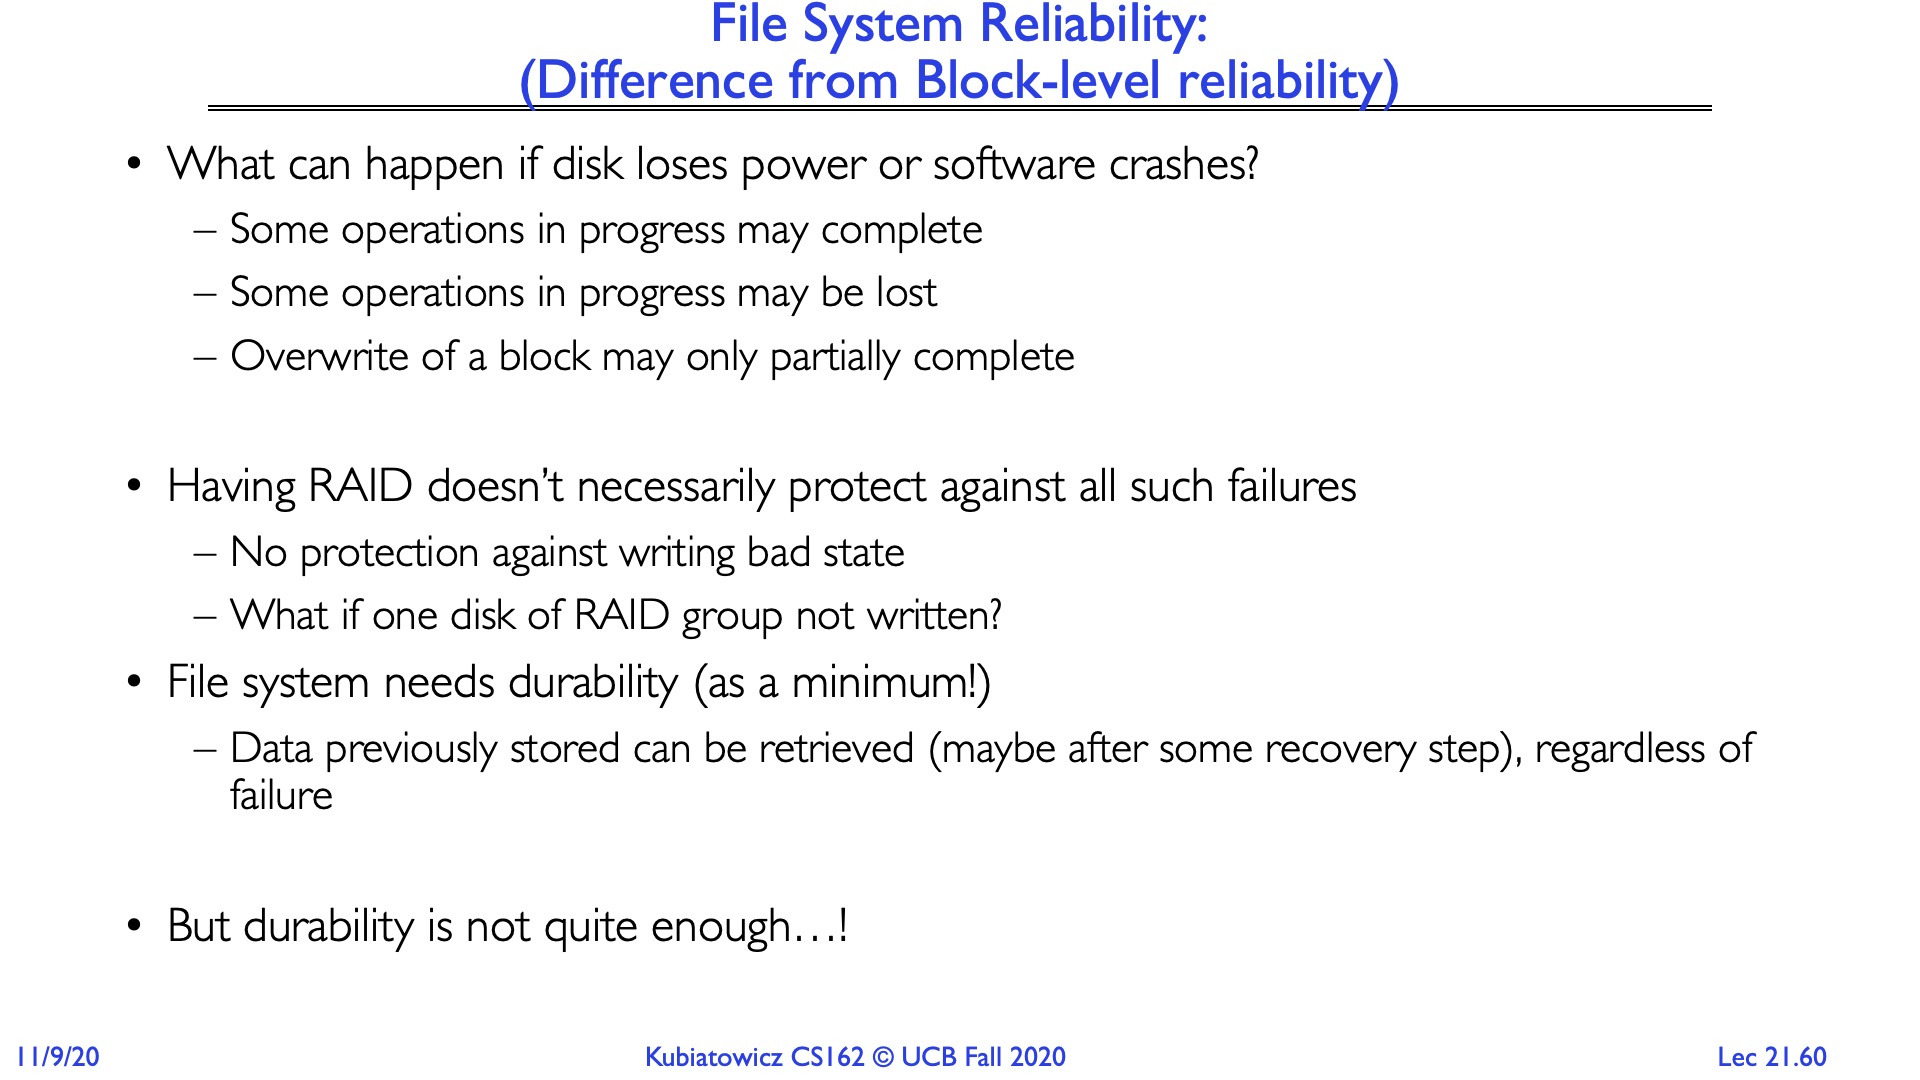 File System Reliability:
(Difference from Block-level reliability)
• What can happen if disk loses power or software crashes?
– Some operations in progress may complete
– Some operations in progress may be lost
– Overwrite of a block may only partially complete
• Having RAID doesn’t necessarily protect against all such failures
– No protection against writing bad state
– What if one disk of RAID group not written?
• File system needs durability (as a minimum!)
– Data previously stored can be retrieved (maybe after some recovery step), regardless of
failure
• But durability is not quite enough…!
11/9/20
Kubiatowicz CS162 © UCB Fall 2020
Lec 21.60